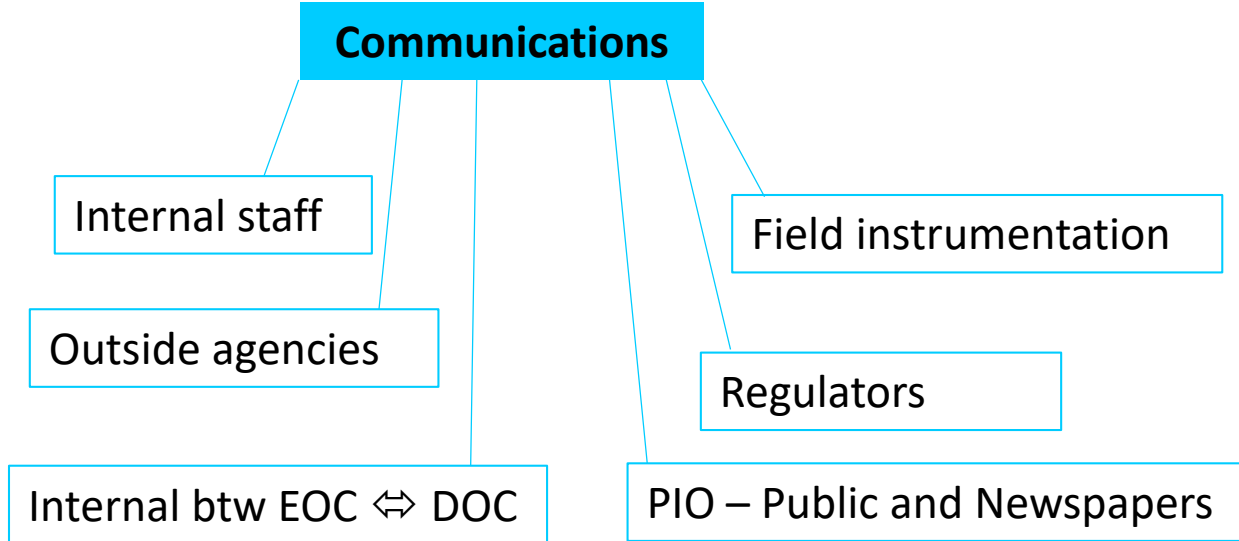 Communications
Internal staff
Field instrumentation
Outside agencies
Regulators
Internal btw EOC ⬄ DOC
PIO – Public and Newspapers